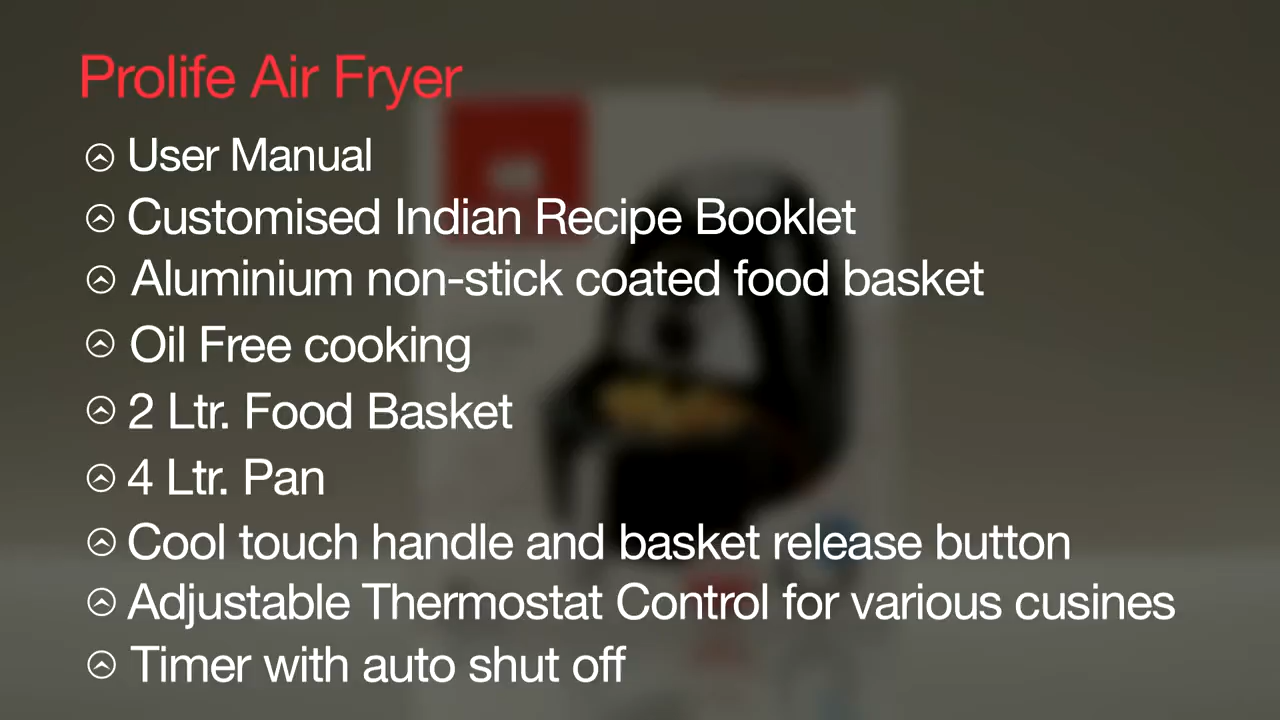 Prolife Air Fryer
User Manual
Customised Indian Recipe Booklet
Aluminium non-stick coated food basket
Oil Free cooking
2 Ltr. Food Basket
4 Ltr. Pan
Cool touch handle and basket release button
Adjustable Thermostat Control for various cusines
Timer with auto shut off